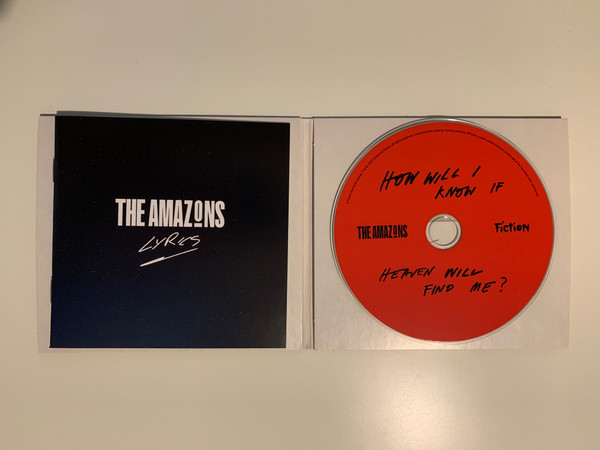 THE AMAZONS
LYRICS
HOW WILL I
KNOW IF
THE AMAZONS
Fiction
HEAVEN WILL
FIND ME?